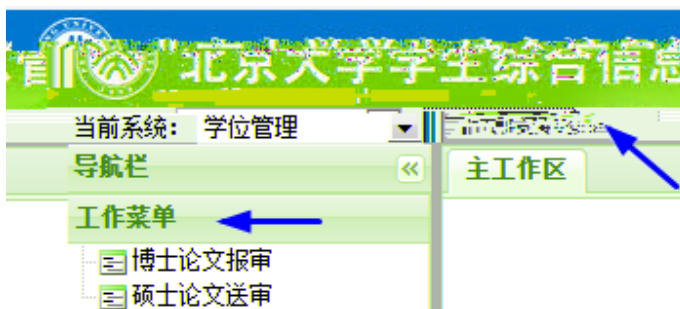 北京大学学生综合信息
当前系统: 学位管理
导航栏
主工作区
工作菜单
博士论文报审
硕士论文送审